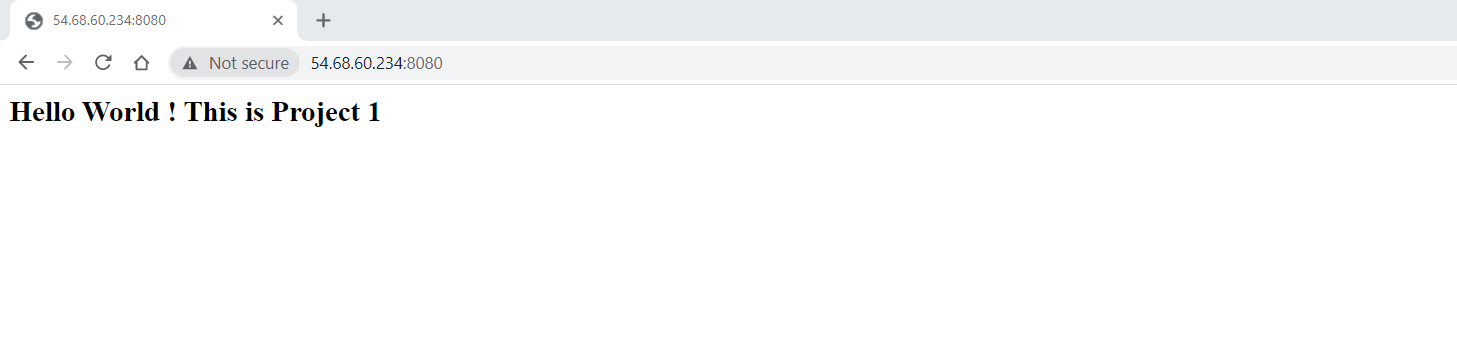 54.68.60.234:8080
Not secure 54.68.60.234:8080
Hello World ! This is Project 1